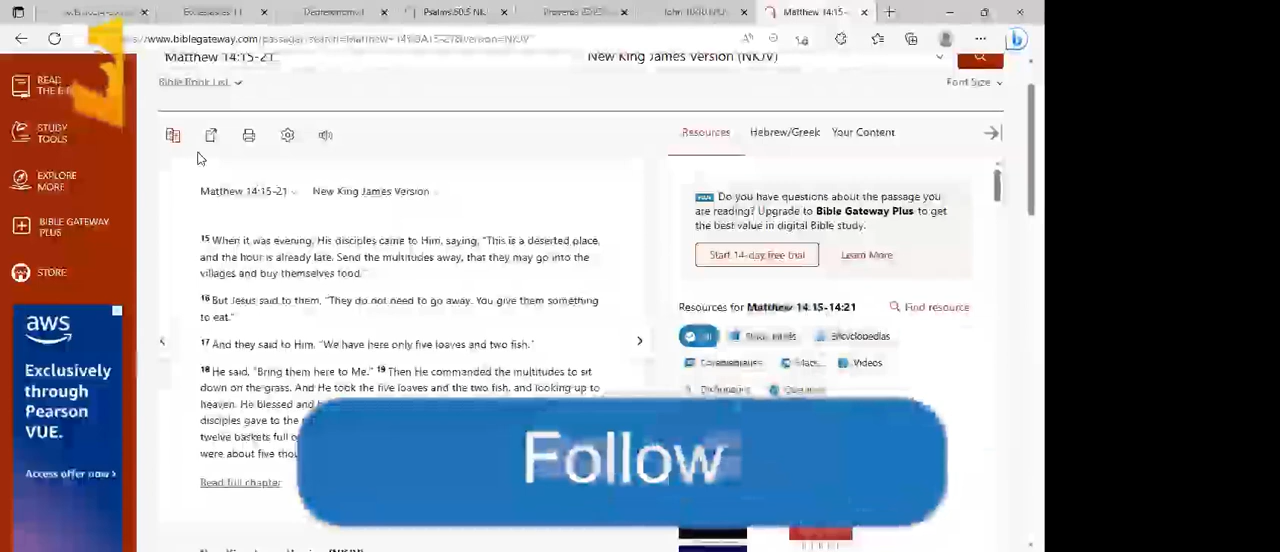 Ecclesiastes 11
Psalms 50:5 NK
Matthew 14:15-
www.biblegateway.com
Matthew 14:15-21
New King James Version (NKJV)
Bible Book List
Font Size
READ
STUDY
TOOLS
EXPLORE
MORE
BIBLE GATEWAY
PLUS
STORE
Resources
Hebrew/Greek
Your Content
Matthew 14:15-21
New King James Version
15 When it was evening, His disciples came to Him, saying, "This is a deserted place,
and the hour is already late. Send the multitudes away, that they may go into the
villages and buy themselves food."
16 But Jesus said to them, "They do not need to go away. You give them something
to eat."
17 And they said to Him, "We have here only five loaves and two fish."
18 He said, "Bring them here to Me." 19 Then He commanded the multitudes to sit
down on the grass. And He took the five loaves and the two fish, and looking up to
heaven, He blessed and
disciples gave to the
twelve baskets full o
were about five thou
Read full chapter
PLUS Do you have questions about the passage you
are reading? Upgrade to Bible Gateway Plus to get
the best value in digital Bible study.
Start 14-day free trial
Learn More
Resources for Matthew 14:15-14:21
Find resource
All
Encyclopedias
Commentaries
Videos
Dictionaries
aws
Exclusively
through
Pearson
VUE.
Access offer now >
Follow